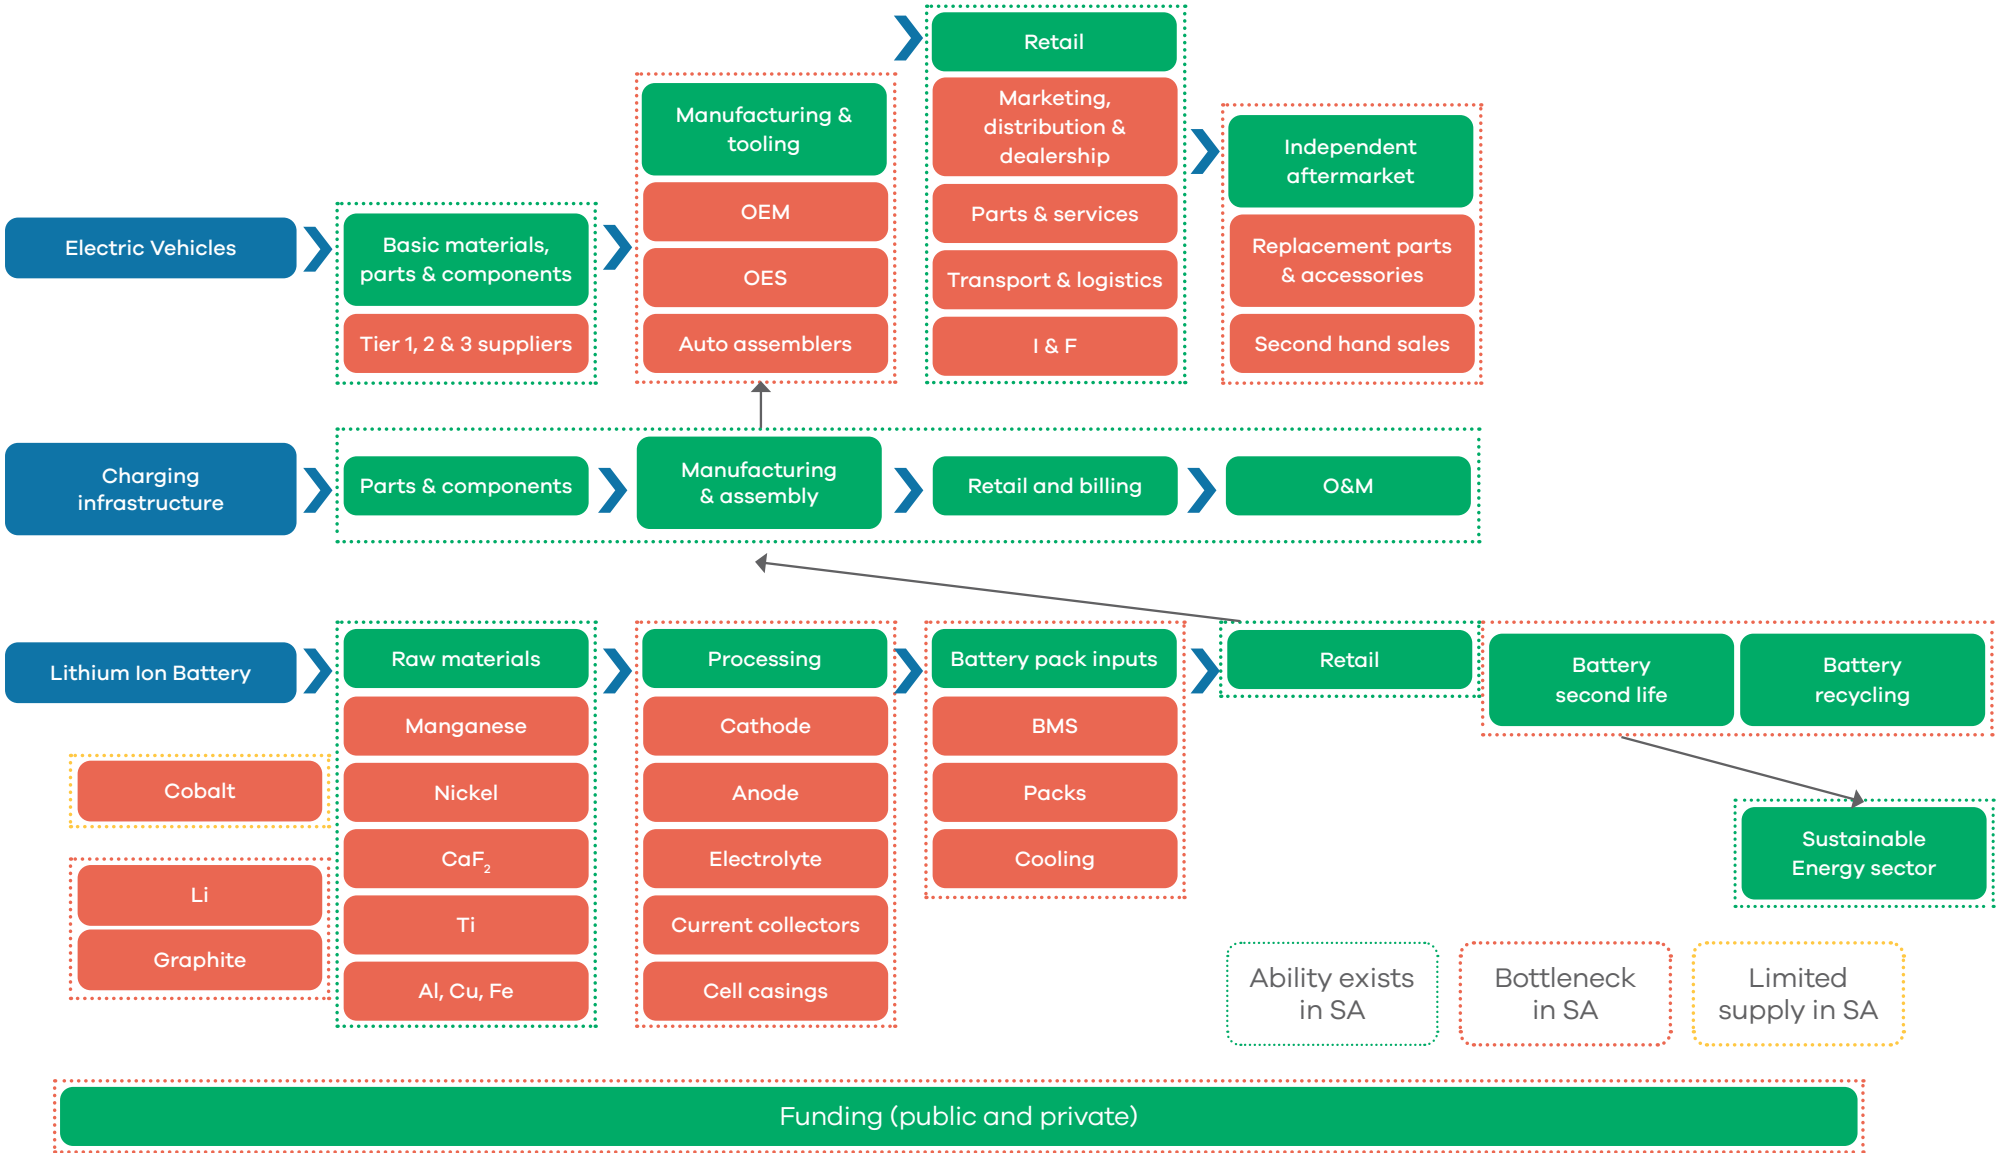 Electric Vehicles
Basic materials,
parts & components
Tier 1, 2 & 3 suppliers
Manufacturing &
tooling
OEM
OES
Auto assemblers
Retail
Marketing,
distribution &
dealership
Parts & services
Transport & logistics
I & F
Independent
aftermarket
Replacement parts
& accessories
Second hand sales
Charging
infrastructure
Parts & components
Manufacturing
& assembly
Retail and billing
O&M
Lithium Ion Battery
Cobalt
Li
Graphite
Raw materials
Manganese
Nickel
CaF₂
Ti
Al, Cu, Fe
Processing
Cathode
Anode
Electrolyte
Current collectors
Cell casings
Battery pack inputs
BMS
Packs
Cooling
Retail
Battery
second life
Battery
recycling
Sustainable
Energy sector
Ability exists
in SA
Bottleneck
in SA
Limited
supply in SA
Funding (public and private)